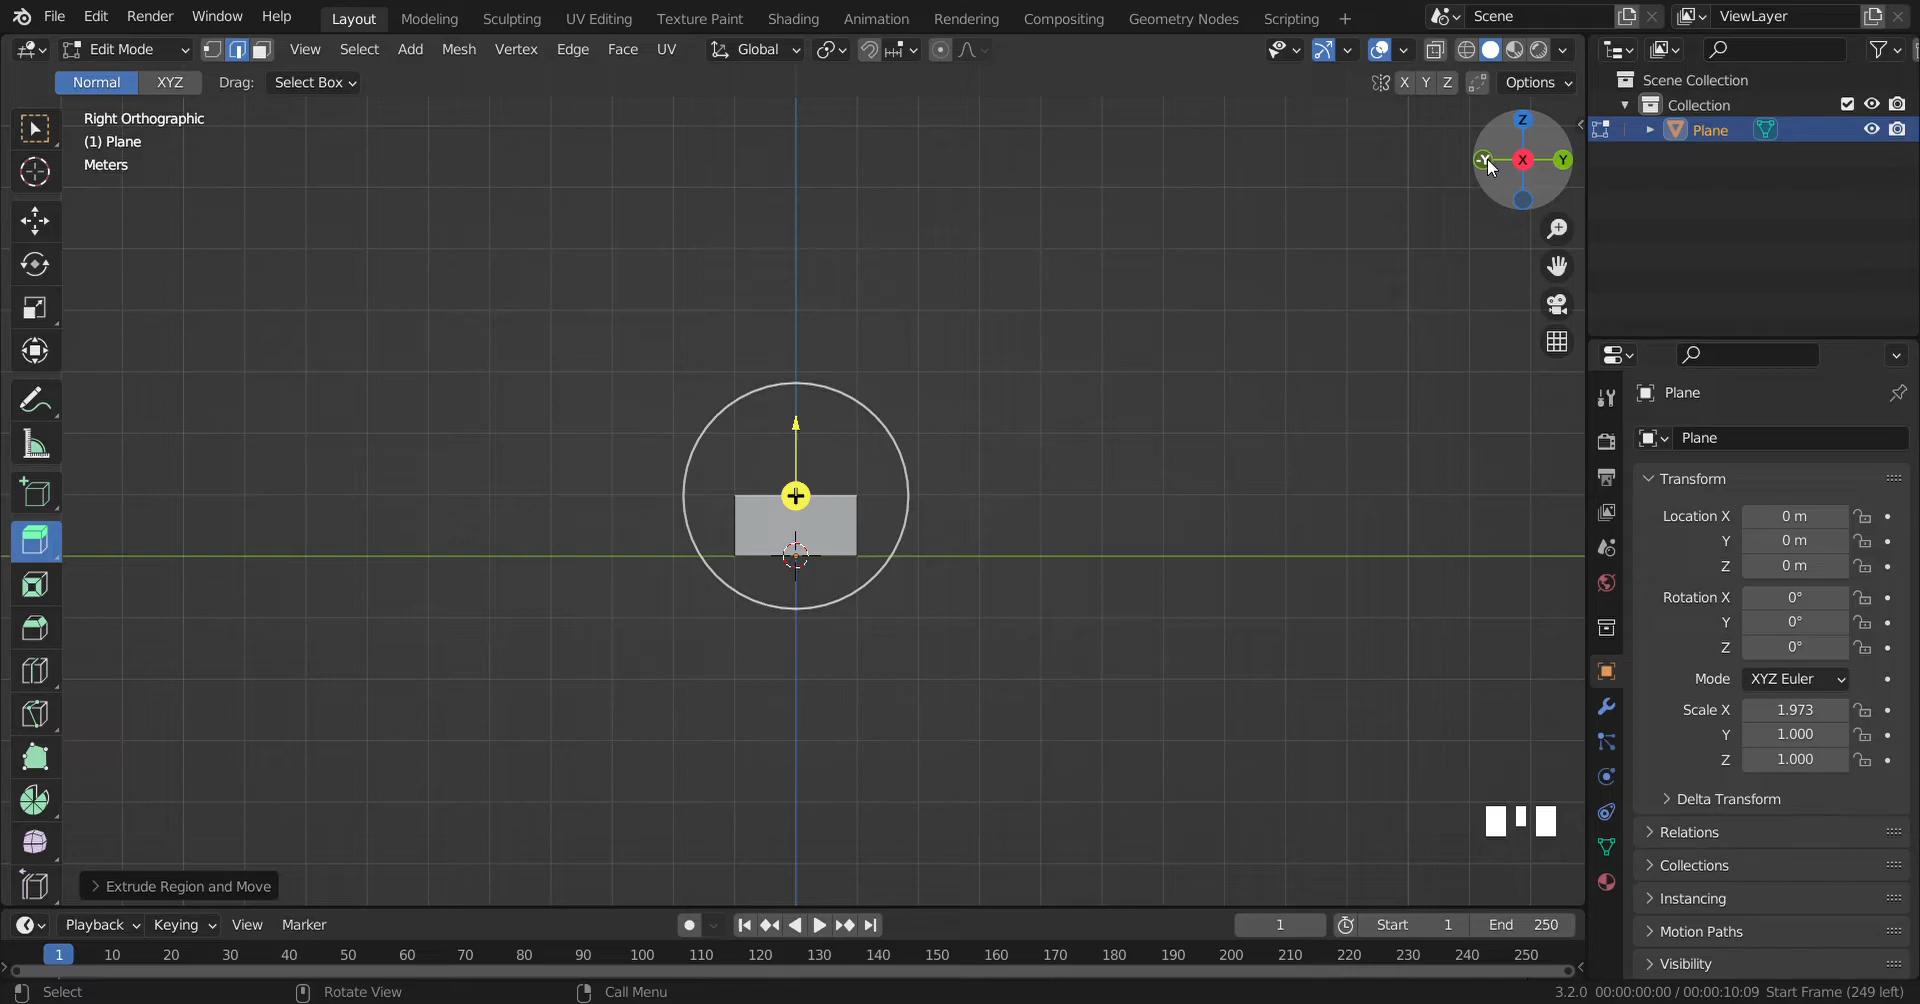 File Edit Render Window Help Layout Modeling Sculpting UV Editing Texture Paint Shading Animation Rendering Compositing Geometry Nodes Scripting + Scene ViewLayer
Edit Mode View Select Add Mesh Vertex Edge Face UV Global
Normal XYZ Drag: Select Box X Y Z Options
Right Orthographic
(1) Plane
Meters
Z
-Y X Y
Scene Collection
Collection
Plane
Plane
Plane
Transform
Location X 0 m
Y 0 m
Z 0 m
Rotation X 0°
Y 0°
Z 0°
Mode XYZ Euler
Scale X 1.973
Y 1.000
Z 1.000
Delta Transform
Relations
Collections
Instancing
Motion Paths
Visibility
Extrude Region and Move
Playback Keying View Marker 1 Start 1 End 250
1 10 20 30 40 50 60 70 80 90 100 110 120 130 140 150 160 170 180 190 200 210 220 230 240 250
Select Rotate View Call Menu 3.2.0 00:00:00:00 / 00:00:10:09 Start Frame (249 left)